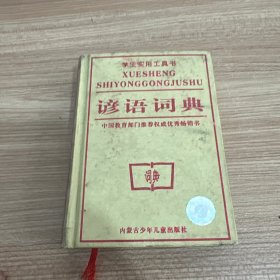 学生实用工具书
XUESHENG
SHIYONGGONGJUSHU
谚语词典
中国教育部门推荐权威优秀畅销书
词典
内蒙古少年儿童出版社